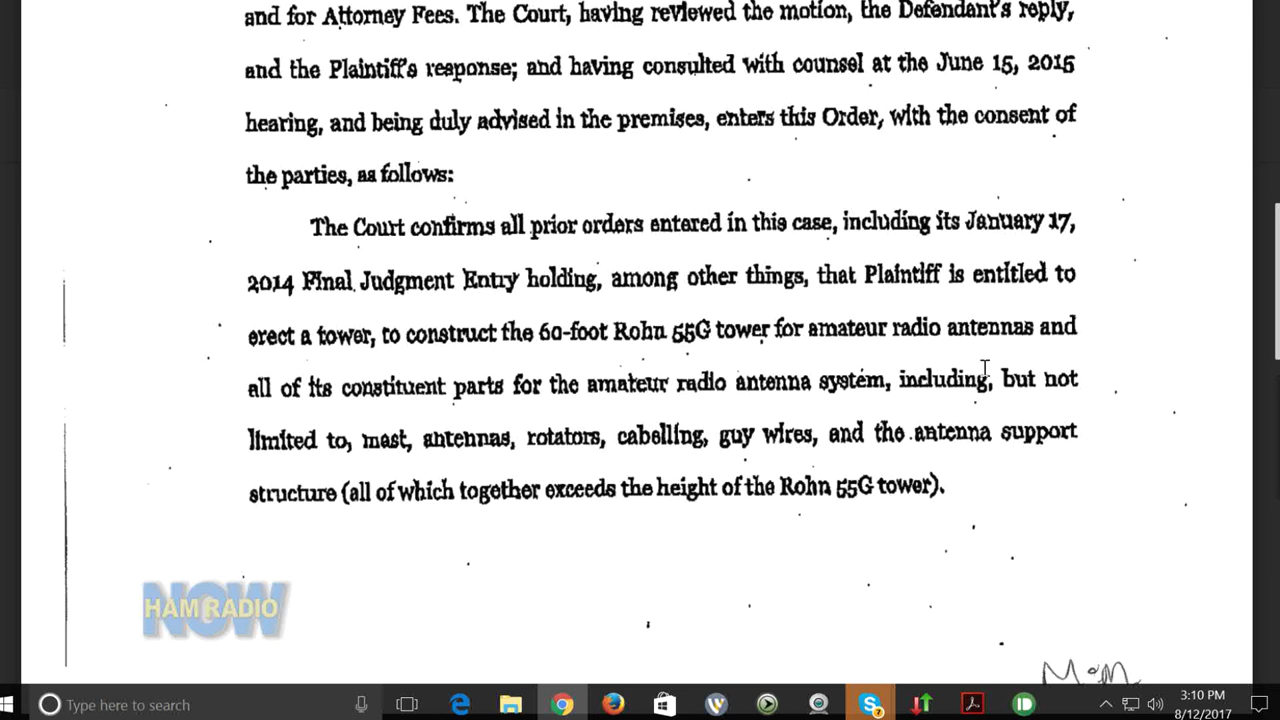 and for Attorney Fees. The Court, having reviewed the motion, the Defendant's reply,
and the Plaintiff's response; and having consulted with counsel at the June 15, 2015
hearing, and being duly advised in the premises, enters this Order, with the consent of
the parties, as follows:
The Court confirms all prior orders entered in this case, including its January 17,
2014 Final Judgment Entry holding, among other things, that Plaintiff is entitled to
erect a tower, to construct the 60-foot Rohn 55G tower for amateur radio antennas and
all of its constituent parts for the amateur radio antenna system, including, but not
limited to, mast, antennas, rotators, cabelling, guy wires, and the antenna support
structure (all of which together exceeds the height of the Rohn 55G tower).
HAM RADIO
NOW
Type here to search
7
3:10 PM
8/12/2017